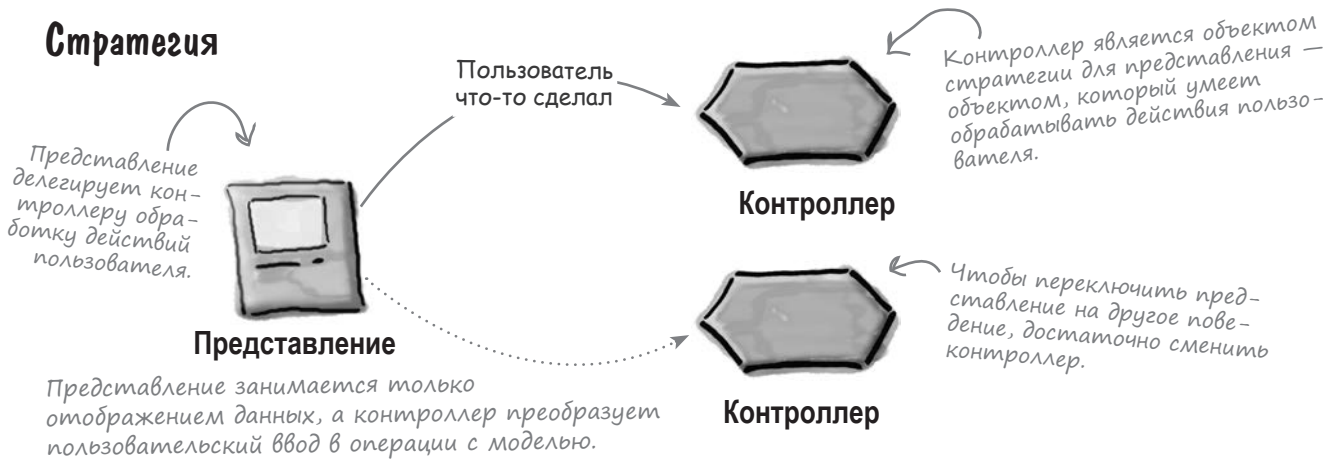 Стратегия
Пользователь
что-то сделал
Контроллер является объектом
стратегии для представления —
объектом, который умеет
обрабатывать действия пользо-
вателя.
Представление
делегирует кон-
троллеру обра-
ботку действий
пользователя.
Контроллер
Чтобы переключить пред-
ставление на другое пове-
дение, достаточно сменить
контроллер.
Представление
Представление занимается только
отображением данных, а контроллер преобразует
пользовательский ввод в операции с моделью.
Контроллер